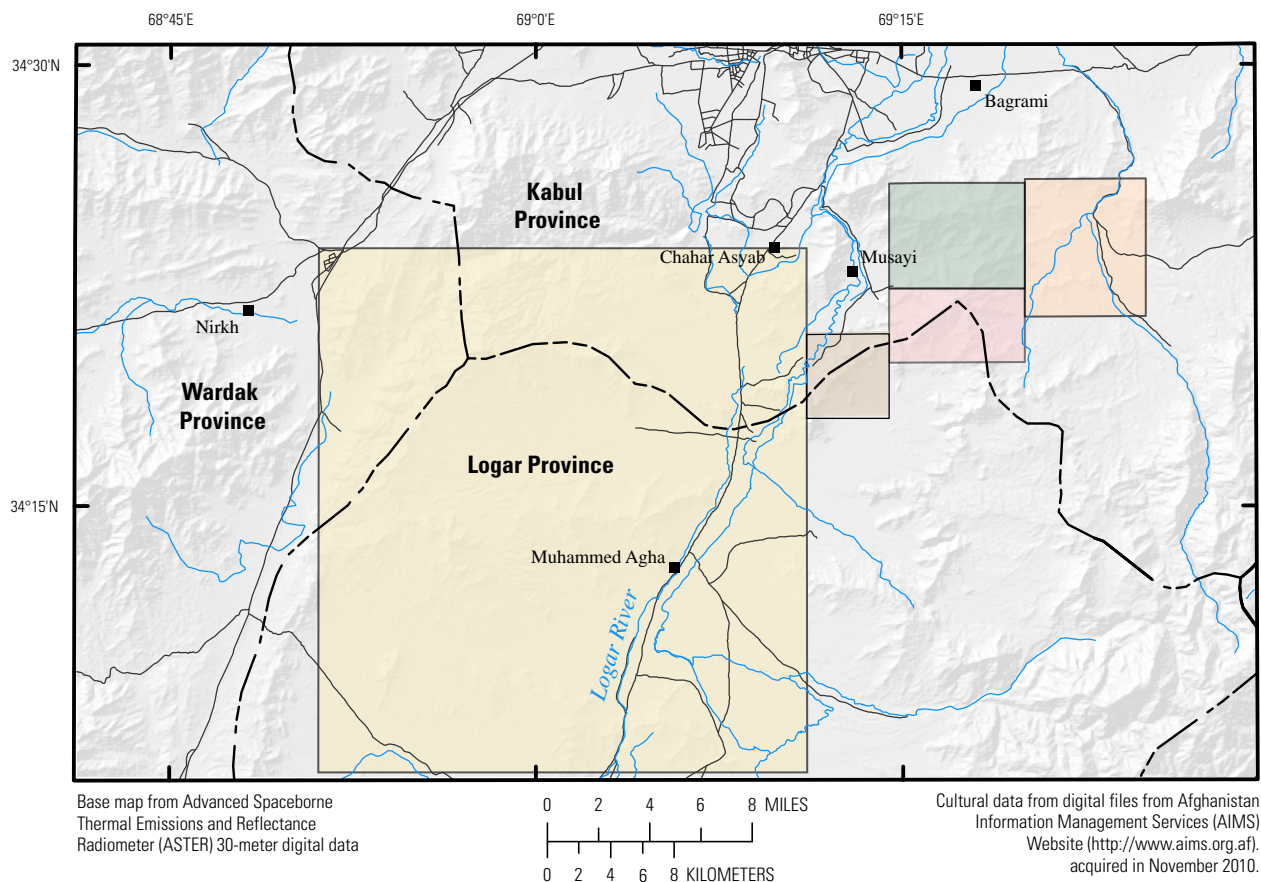 68°45'E
69°0'E
69°15'E
34°30'N
Bagrami
Kabul
Province
Chahar Asyab
Musayi
Nirkh
Wardak
Province
Logar Province
34°15'N
Muhammed Agha
Logar River
Base map from Advanced Spaceborne
Thermal Emissions and Reflectance
Radiometer (ASTER) 30-meter digital data
0 2 4 6 8 MILES
0 2 4 6 8 KILOMETERS
Cultural data from digital files from Afghanistan
Information Management Services (AIMS)
Website (http://www.aims.org.af).
acquired in November 2010.